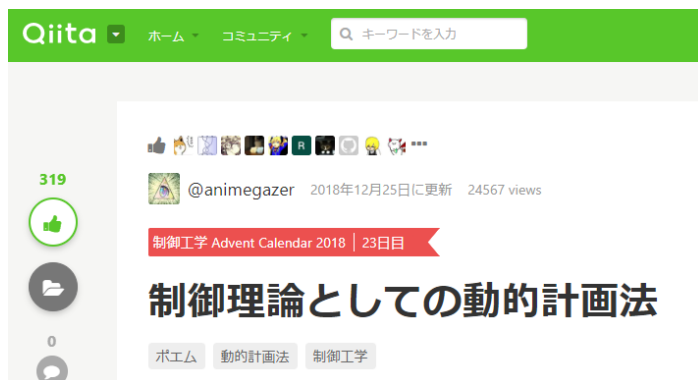 Qiita
ホーム コミュニティ キーワードを入力
R
319
@animegazer 2018年12月25日に更新 24567 views
制御工学 Advent Calendar 2018 23日目
制御理論としての動的計画法
0
ポエム 動的計画法 制御工学